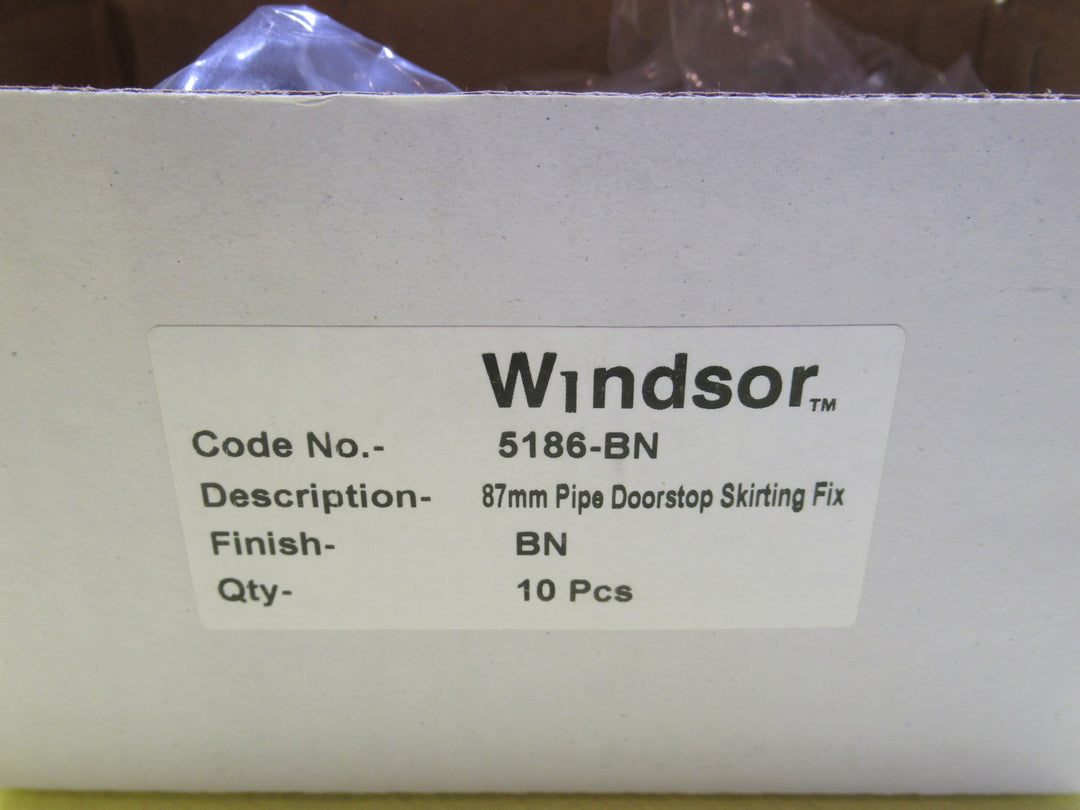 Windsor™
Code No.- 5186-BN
Description- 87mm Pipe Doorstop Skirting Fix
Finish- BN
Qty- 10 Pcs